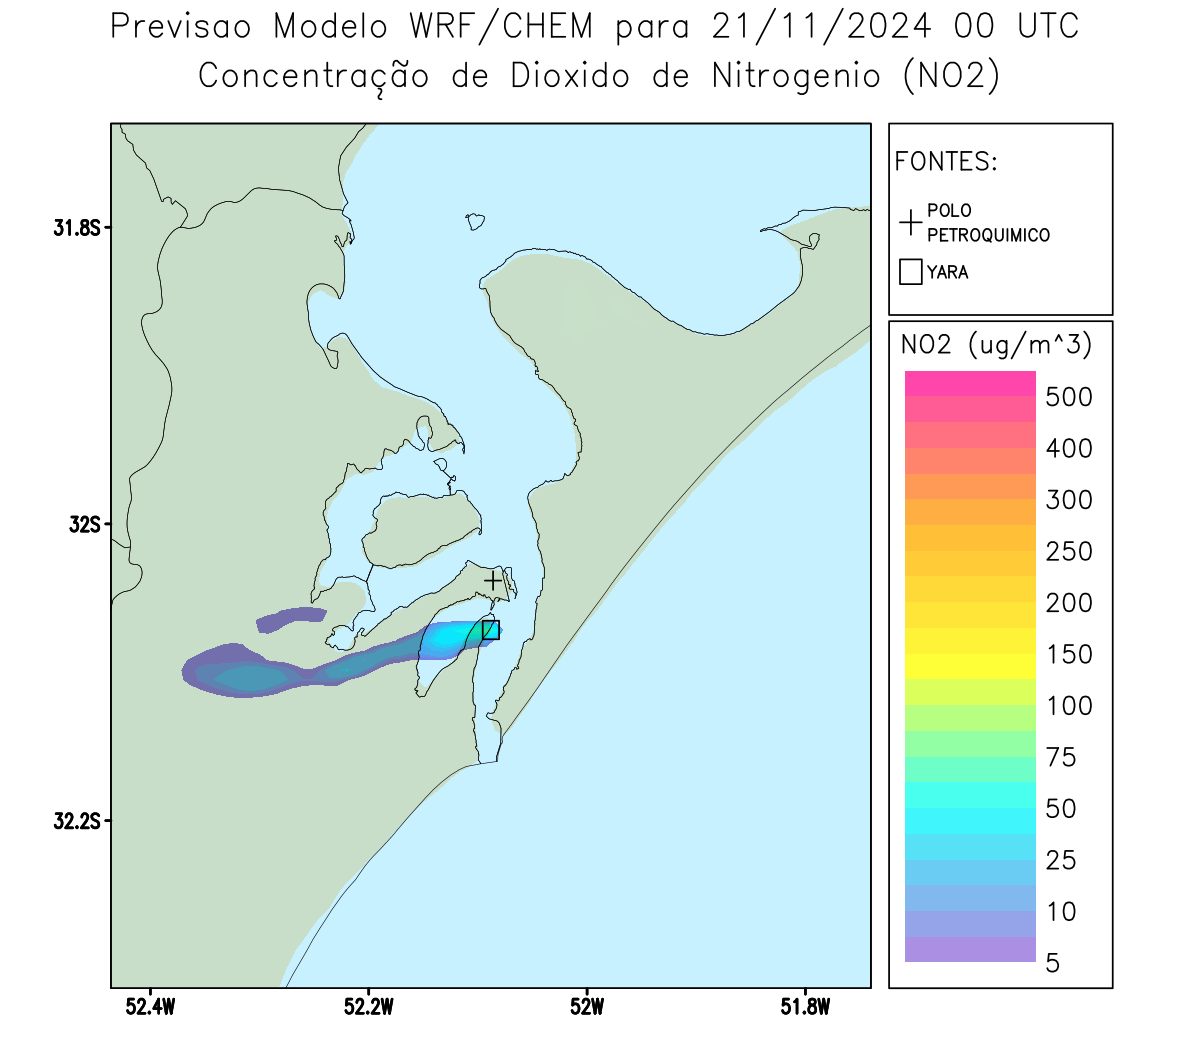 Previsao Modelo WRF/CHEM para 21/11/2024 00 UTC
Concentração de Dioxido de Nitrogenio (NO2)
FONTES:
POLO
PETROQUIMICO
YARA
NO2 (ug/m^3)
500
400
300
250
200
150
100
75
50
25
10
5
31.8S
32S
32.2S
52.4W
52.2W
52W
51.8W